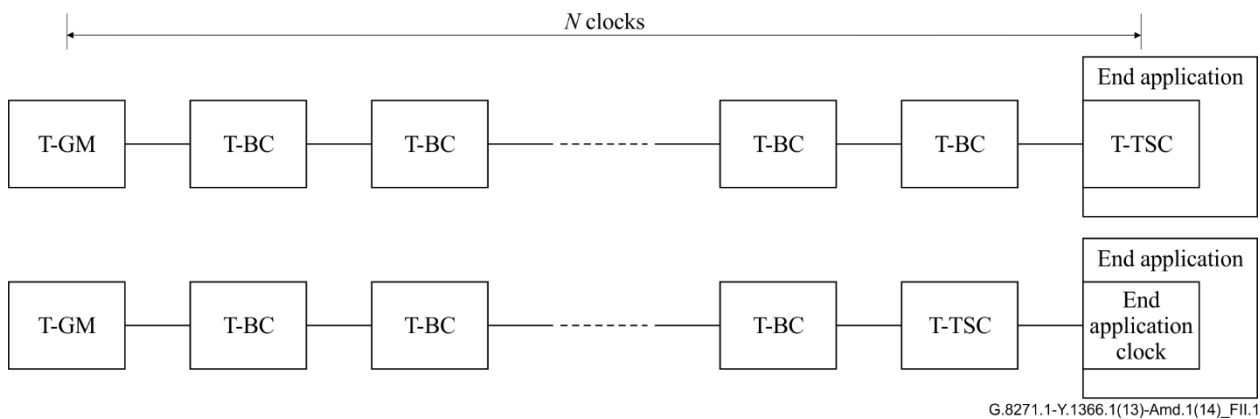 N clocks
End application
T-GM
T-BC
T-BC
T-BC
T-BC
T-TSC
End application
T-GM
T-BC
T-BC
T-BC
T-TSC
End
application
clock
G.8271.1-Y.1366.1(13)-Amd.1(14)_FII.1